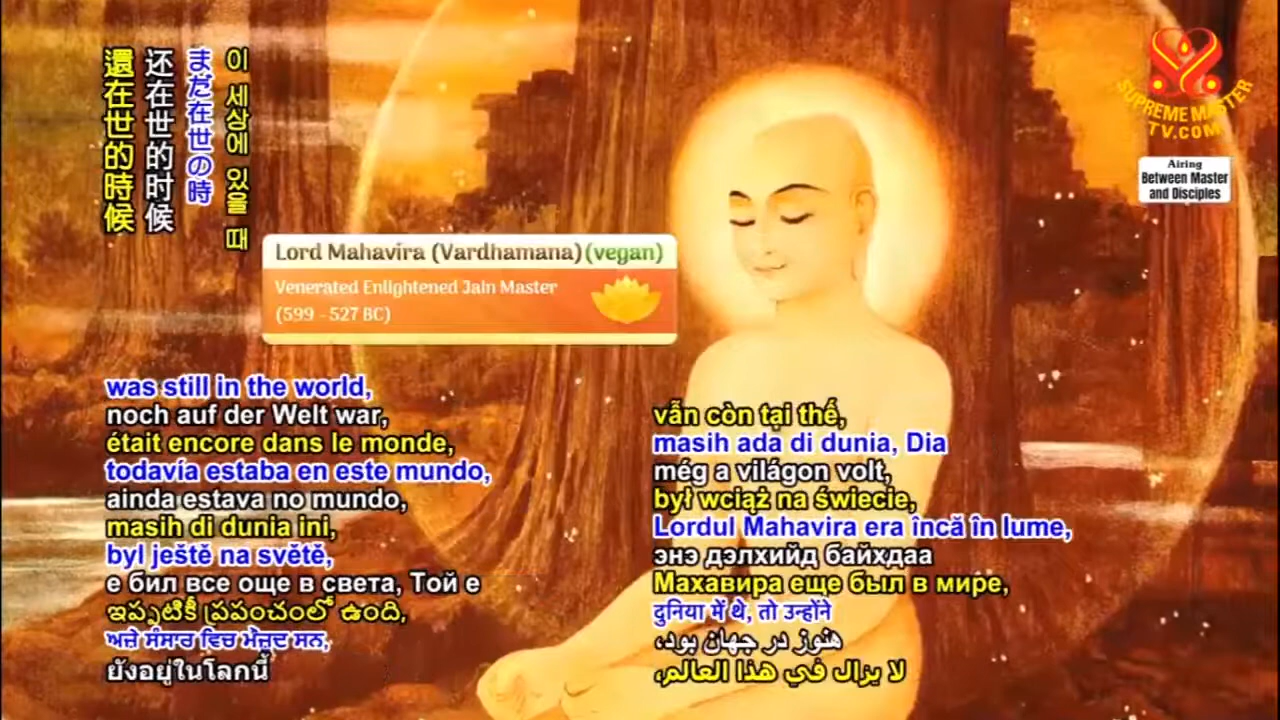 還在世的時候
还在世的时候
まだ在世の時
이 세상에 있을 때
SUPREME MASTER
TV.COM
Airing
Between Master
and Disciples
Lord Mahavira (Vardhamana)(vegan)
Venerated Enlightened Jain Master
(599 - 527 BC)
was still in the world,
noch auf der Welt war,
était encore dans le monde,
todavía estaba en este mundo,
ainda estava no mundo,
masih di dunia ini,
byl ještě na světě,
е бил все още в света, Той е
ఇప్పటికీ ప్రపంచంలో ఉంది,
ਅਜੇ ਸੰਸਾਰ ਵਿਚ ਮੌਜੂਦ ਸਨ,
ยังอยู่ในโลกนี้
vẫn còn tại thế,
masih ada di dunia, Dia
még a világon volt,
był wciąż na świecie,
Lordul Mahavira era încă în lume,
энэ дэлхийд байхдаа
Махавира еще был в мире,
दुनिया में थे, तो उन्होंने
هنوز در جهان بود،
لا يزال في هذا العالم،